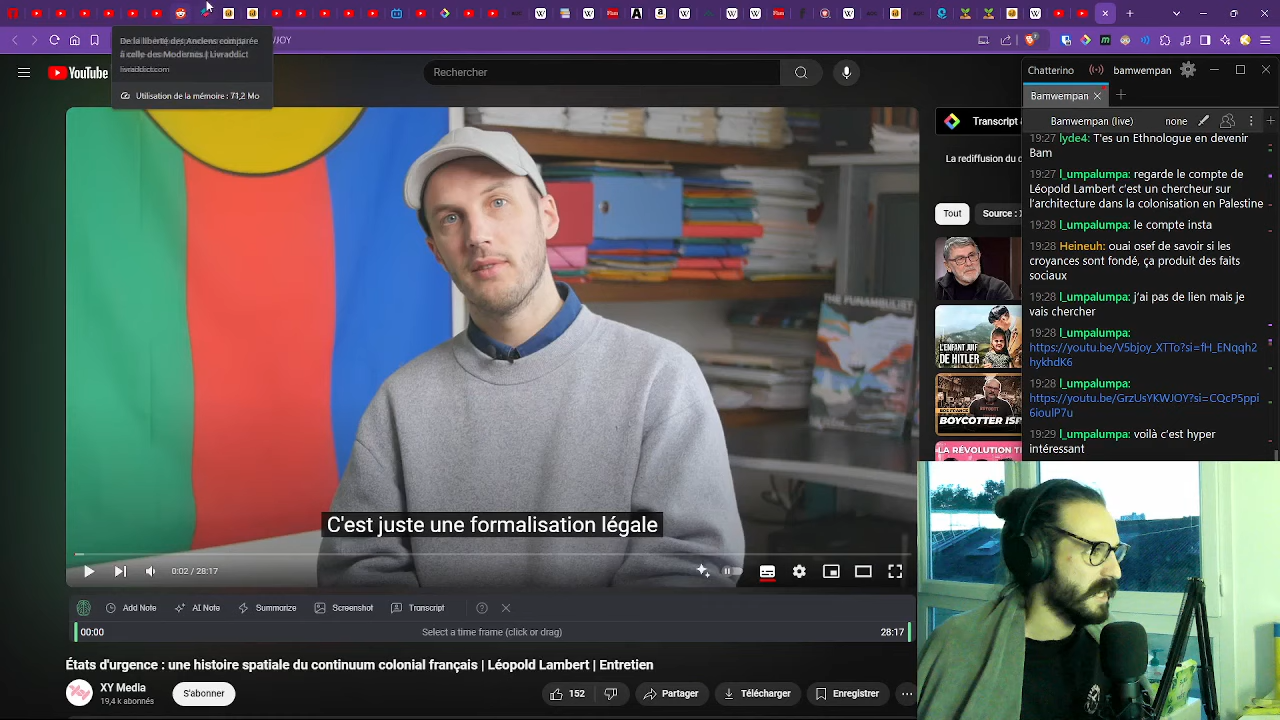 JOY
De la liberté des Anciens comparée
à celle des Modernes | Livraddict
livraddict.com
Utilisation de la mémoire : 71,2 Mo
YouTube
Rechercher
C'est juste une formalisation légale
0:02 / 28:17
Add Note
AI Note
Summarize
Screenshot
Transcript
00:00
Select a time frame (click or drag)
28:17
États d'urgence : une histoire spatiale du continuum colonial français | Léopold Lambert | Entretien
XY Media
19,4 k abonnés
S'abonner
152
Partager
Télécharger
Enregistrer
THE FUNAMBULIST
Transcript
La rediffusion du
Tout
Source :
L'ENFANT JUIF
DE HITLER
BOYCOTTER
LA RÉVOLUTION
Chatterino
bamwempan
Bamwempan
Bamwempan (live)
none
19:27 lyde4: T'es un Ethnologue en devenir
Bam
19:27 l_umpalumpa: regarde le compte de
Léopold Lambert c'est un chercheur sur
l'architecture dans la colonisation en Palestine
19:28 l_umpalumpa: le compte insta
19:28 Heineuh: ouai osef de savoir si les
croyances sont fondé, ça produit des faits
sociaux
19:28 l_umpalumpa: j'ai pas de lien mais je
vais chercher
19:28 l_umpalumpa:
https://youtu.be/V5bjoy_XTTo?si=fH_ENqqh2
hykhdK6
19:28 l_umpalumpa:
https://youtu.be/GrzUsYKWJOY?si=CQcP5ppi
6ioulP7u
19:29 l_umpalumpa: voilà c'est hyper
intéressant